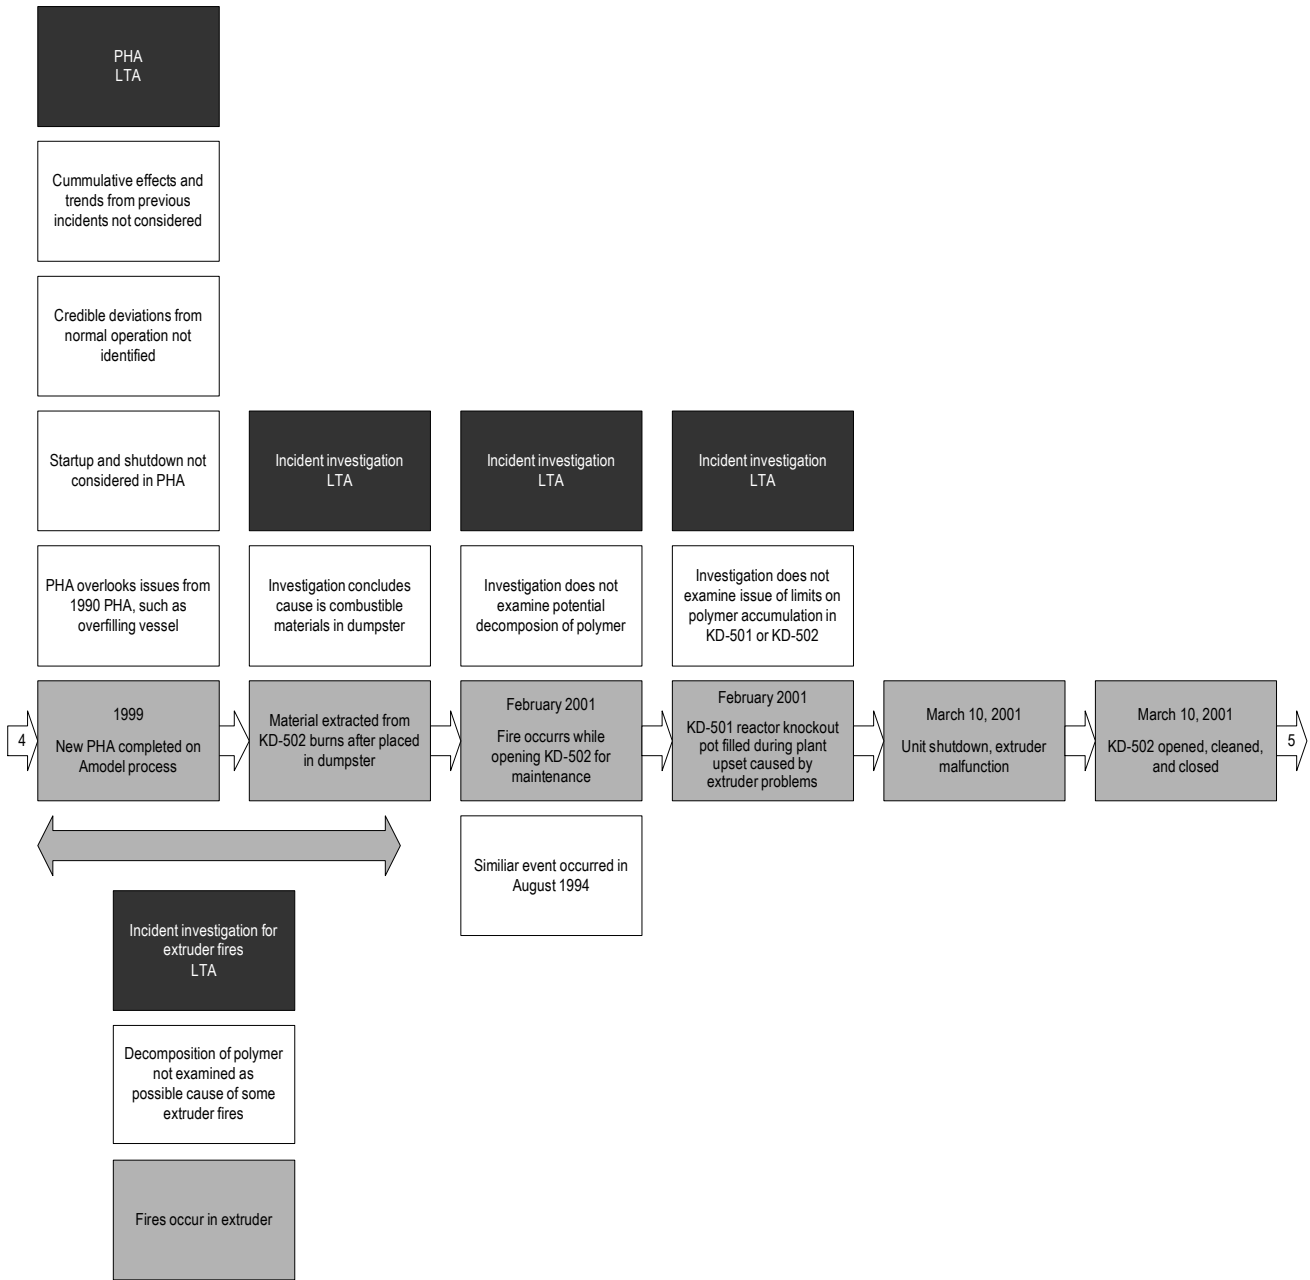 PHA
LTA
Cummulative effects and
trends from previous
incidents not considered
Credible deviations from
normal operation not
identified
Startup and shutdown not
considered in PHA
Incident investigation
LTA
Incident investigation
LTA
Incident investigation
LTA
PHA overlooks issues from
1990 PHA, such as
overfilling vessel
Investigation concludes
cause is combustible
materials in dumpster
Investigation does not
examine potential
decomposion of polymer
Investigation does not
examine issue of limits on
polymer accumulation in
KD-501 or KD-502
4
1999
New PHA completed on
Amodel process
Material extracted from
KD-502 burns after placed
in dumpster
February 2001
Fire occurrs while
opening KD-502 for
maintenance
February 2001
KD-501 reactor knockout
pot filled during plant
upset caused by
extruder problems
March 10, 2001
Unit shutdown, extruder
malfunction
March 10, 2001
KD-502 opened, cleaned,
and closed
5
Similiar event occurred in
August 1994
Incident investigation for
extruder fires
LTA
Decomposition of polymer
not examined as
possible cause of some
extruder fires
Fires occur in extruder